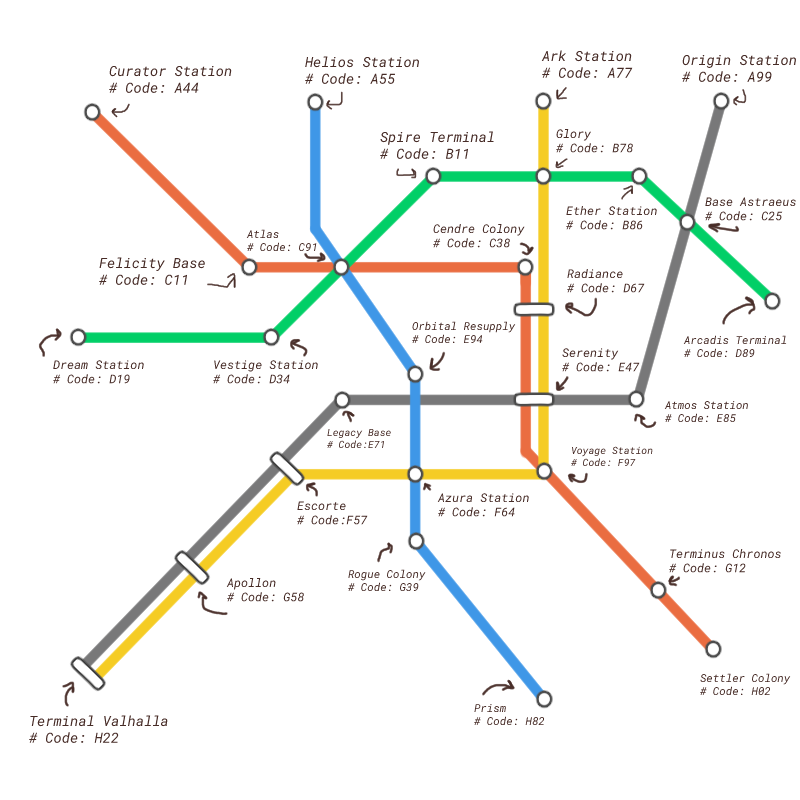 Curator Station
# Code: A44
Helios Station
# Code: A55
Ark Station
# Code: A77
Origin Station
# Code: A99
Spire Terminal
# Code: B11
Glory
# Code: B78
Ether Station
# Code: B86
Base Astraeus
# Code: C25
Atlas
# Code: C91
Cendre Colony
# Code: C38
Felicity Base
# Code: C11
Radiance
# Code: D67
Orbital Resupply
# Code: E94
Arcadis Terminal
# Code: D89
Dream Station
# Code: D19
Vestige Station
# Code: D34
Serenity
# Code: E47
Atmos Station
# Code: E85
Legacy Base
# Code:E71
Voyage Station
# Code: F97
Escorte
# Code:F57
Azura Station
# Code: F64
Terminus Chronos
# Code: G12
Rogue Colony
# Code: G39
Apollon
# Code: G58
Settler Colony
# Code: H02
Prism
# Code: H82
Terminal Valhalla
# Code: H22